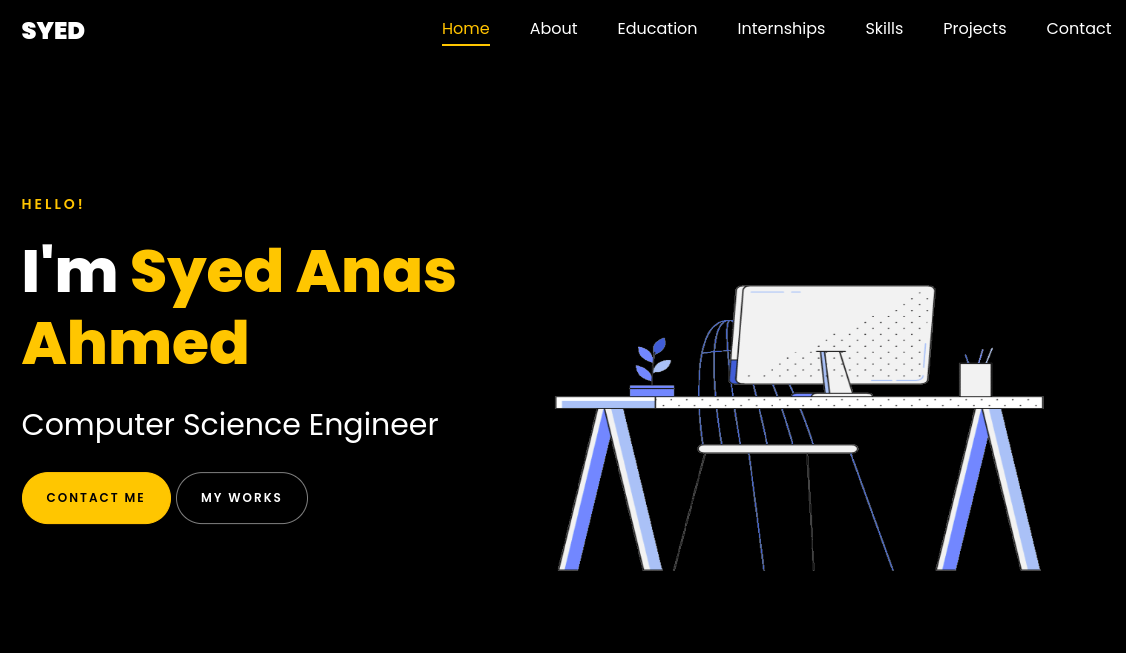 SYED
Home About Education Internships Skills Projects Contact
HELLO!
I'm Syed Anas
Ahmed
Computer Science Engineer
CONTACT ME MY WORKS